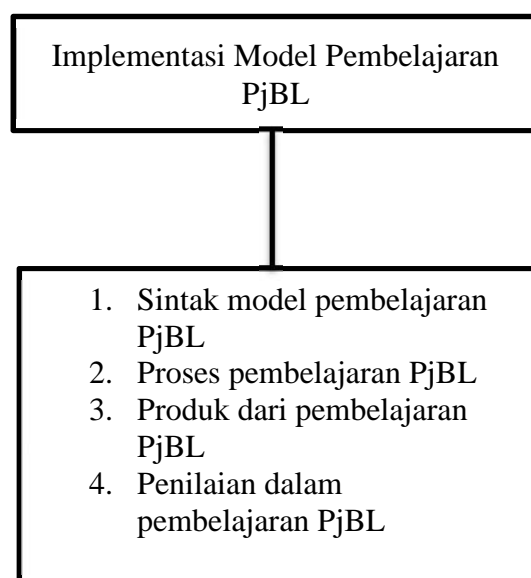 Implementasi Model Pembelajaran
PjBL
1. Sintak model pembelajaran
PjBL
2. Proses pembelajaran PjBL
3. Produk dari pembelajaran
PjBL
4. Penilaian dalam
pembelajaran PjBL